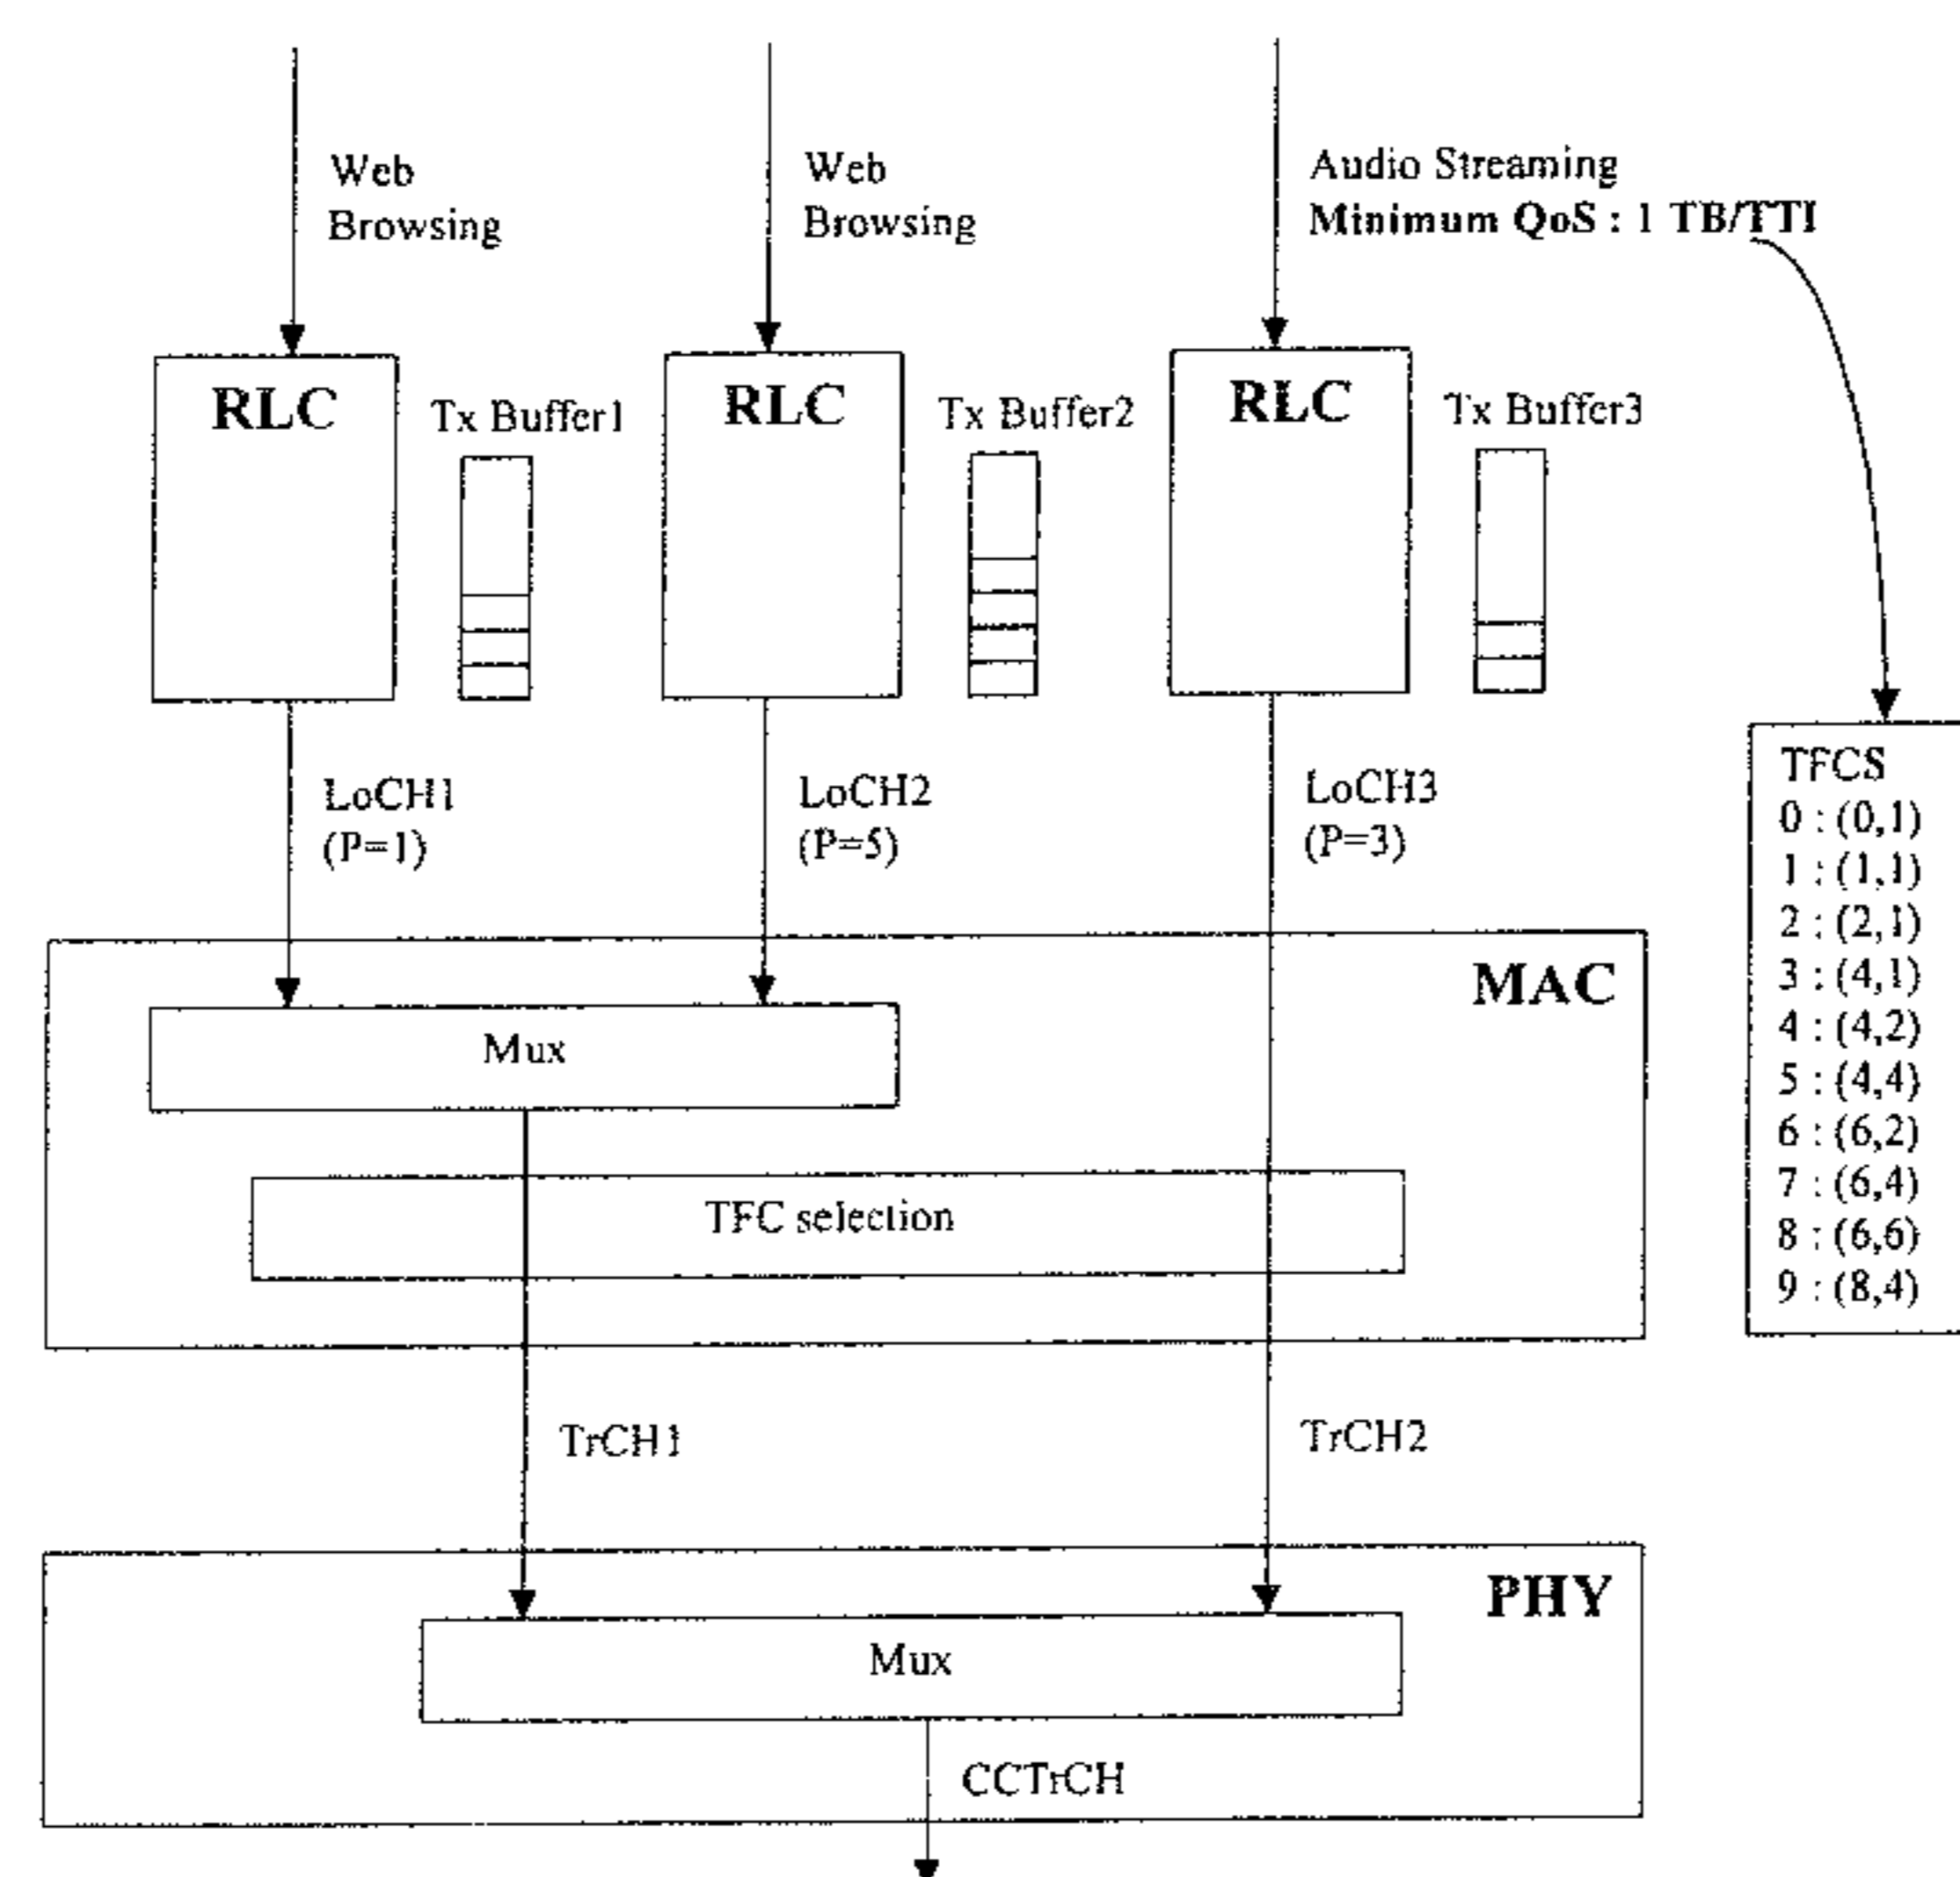 Web
Browsing
Web
Browsing
Audio Streaming
Minimum QoS : 1 TB/TTI
RLC
Tx Buffer1
RLC
Tx Buffer2
RLC
Tx Buffer3
LoCH1
(P=1)
LoCH2
(P=5)
LoCH3
(P=3)
TFCS
0 : (0,1)
1 : (1,1)
2 : (2,1)
3 : (4,1)
4 : (4,2)
5 : (4,4)
6 : (6,2)
7 : (6,4)
8 : (6,6)
9 : (8,4)
MAC
Mux
TFC selection
TrCH1
TrCH2
PHY
Mux
CCTrCH